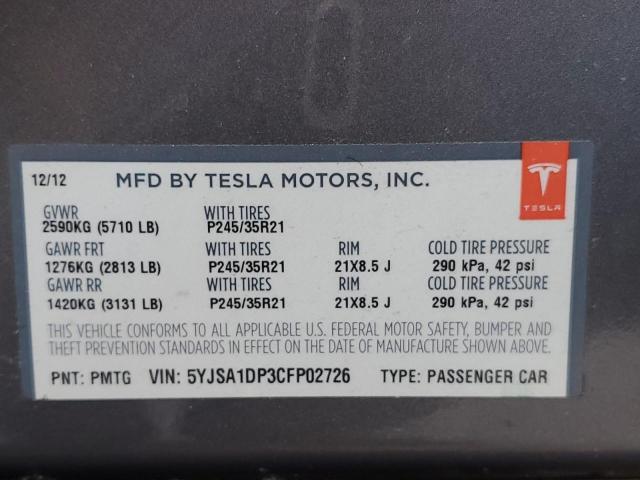 12/12 MFD BY TESLA MOTORS, INC.
TESLA
GVWR WITH TIRES
2590KG (5710 LB) P245/35R21
GAWR FRT WITH TIRES RIM COLD TIRE PRESSURE
1276KG (2813 LB) P245/35R21 21X8.5 J 290 kPa, 42 psi
GAWR RR WITH TIRES RIM COLD TIRE PRESSURE
1420KG (3131 LB) P245/35R21 21X8.5 J 290 kPa, 42 psi
THIS VEHICLE CONFORMS TO ALL APPLICABLE U.S. FEDERAL MOTOR SAFETY, BUMPER AND
THEFT PREVENTION STANDARDS IN EFFECT ON THE DATE OF MANUFACTURE SHOWN ABOVE.
PNT: PMTG VIN: 5YJSA1DP3CFP02726 TYPE: PASSENGER CAR